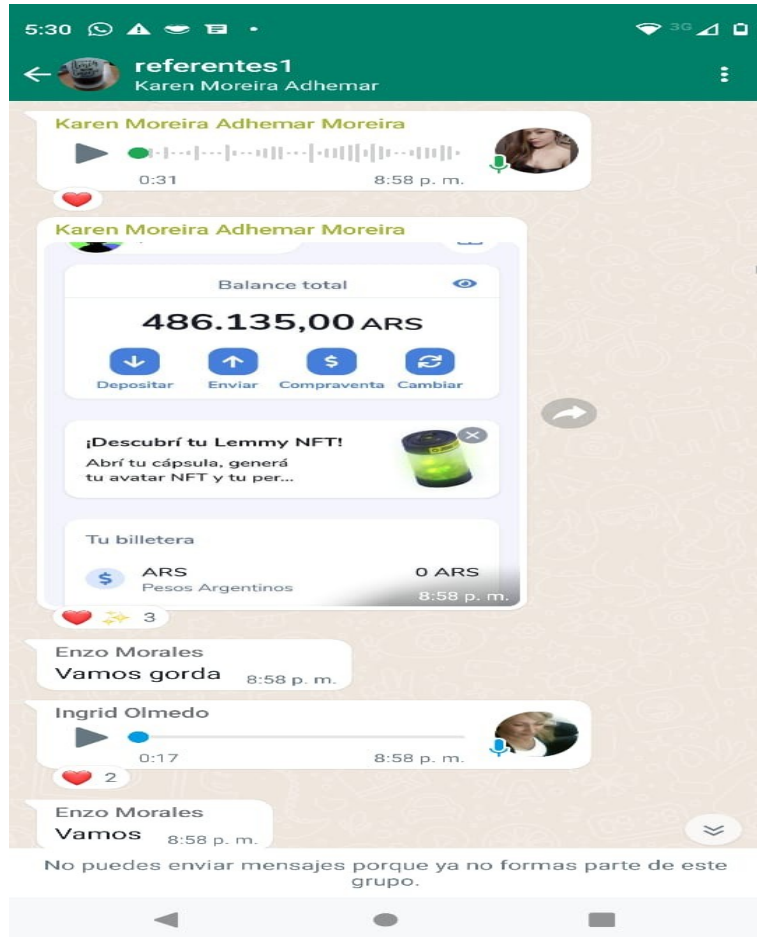 5:30
3G
referentes1
Karen Moreira Adhemar
Karen Moreira Adhemar Moreira
0:31 8:58 p. m.
Karen Moreira Adhemar Moreira
Balance total
486.135,00 ARS
Depositar Enviar Compraventa Cambiar
¡Descubrí tu Lemmy NFT!
Abrí tu cápsula, generá
tu avatar NFT y tu per...
Tu billetera
ARS 0 ARS
Pesos Argentinos
8:58 p. m.
3
Enzo Morales
Vamos gorda 8:58 p. m.
Ingrid Olmedo
0:17 8:58 p. m.
2
Enzo Morales
Vamos 8:58 p. m.
No puedes enviar mensajes porque ya no formas parte de este
grupo.